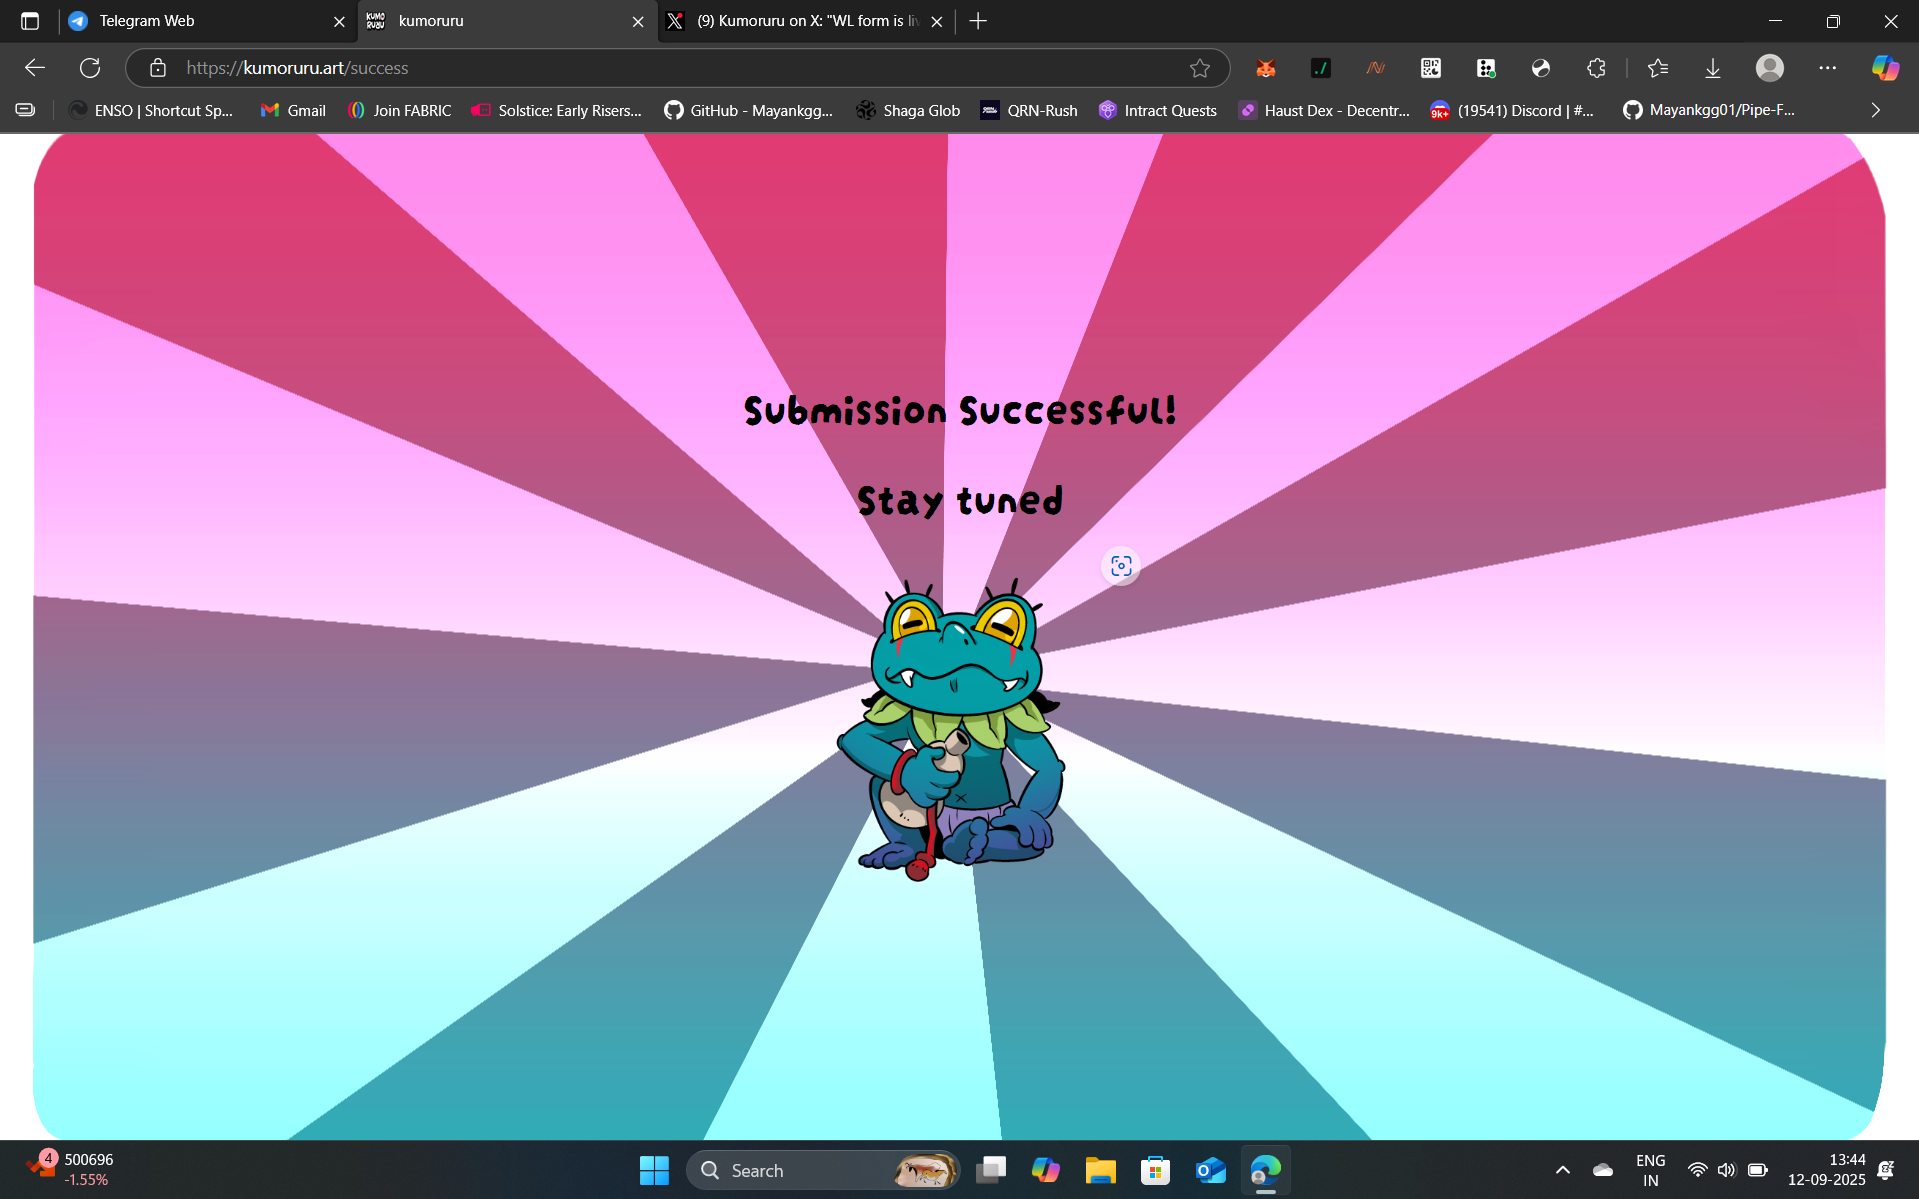 Telegram Web
kumoruru
(9) Kumoruru on X: "WL form is liv
https://kumoruru.art/success
ENSO | Shortcut Sp...
Gmail
Join FABRIC
Solstice: Early Risers...
GitHub - Mayankgg...
Shaga Glob
QRN-Rush
Intract Quests
Haust Dex - Decentr...
9k+
(19541) Discord | #...
Mayankgg01/Pipe-F...
Submission Successful!
Stay tuned
4
500696
-1.55%
Search
ENG
IN
13:44
12-09-2025